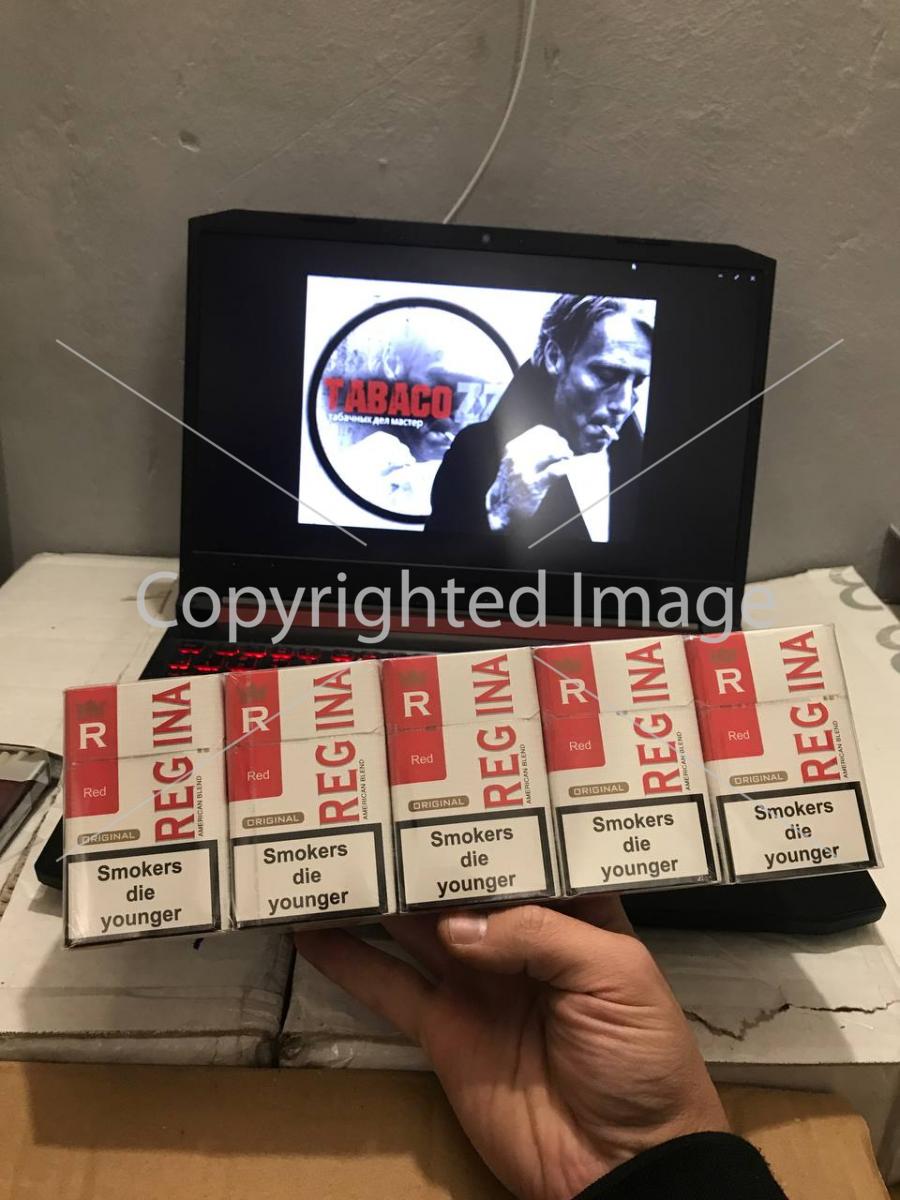 TABACO
табачных дел мастер
Copyrighted Image
R
Red
REGINA
AMERICAN BLEND
ORIGINAL
Smokers
die
younger
R
Red
REGINA
AMERICAN BLEND
ORIGINAL
Smokers
die
younger
R
Red
REGINA
AMERICAN BLEND
ORIGINAL
Smokers
die
younger
R
Red
REGINA
AMERICAN BLEND
ORIGINAL
Smokers
die
younger
R
Red
REGINA
AMERICAN BLEND
ORIGINAL
Smokers
die
younger